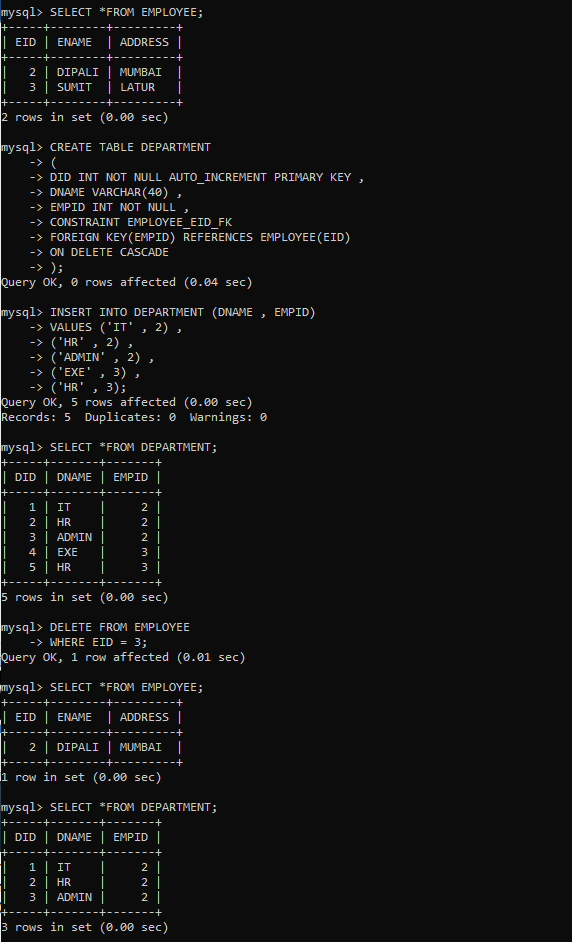 mysql> SELECT *FROM EMPLOYEE;
+-----+--------+---------+
| EID | ENAME  | ADDRESS |
+-----+--------+---------+
|   2 | DIPALI | MUMBAI  |
|   3 | SUMIT  | LATUR   |
+-----+--------+---------+
2 rows in set (0.00 sec)

mysql> CREATE TABLE DEPARTMENT
    -> (
    -> DID INT NOT NULL AUTO_INCREMENT PRIMARY KEY ,
    -> DNAME VARCHAR(40) ,
    -> EMPID INT NOT NULL ,
    -> CONSTRAINT EMPLOYEE_EID_FK
    -> FOREIGN KEY(EMPID) REFERENCES EMPLOYEE(EID)
    -> ON DELETE CASCADE
    -> );
Query OK, 0 rows affected (0.04 sec)

mysql> INSERT INTO DEPARTMENT (DNAME , EMPID)
    -> VALUES ('IT' , 2) ,
    -> ('HR' , 2) ,
    -> ('ADMIN' , 2) ,
    -> ('EXE' , 3) ,
    -> ('HR' , 3);
Query OK, 5 rows affected (0.00 sec)
Records: 5  Duplicates: 0  Warnings: 0

mysql> SELECT *FROM DEPARTMENT;
+-----+-------+-------+
| DID | DNAME | EMPID |
+-----+-------+-------+
|   1 | IT    |     2 |
|   2 | HR    |     2 |
|   3 | ADMIN |     2 |
|   4 | EXE   |     3 |
|   5 | HR    |     3 |
+-----+-------+-------+
5 rows in set (0.00 sec)

mysql> DELETE FROM EMPLOYEE
    -> WHERE EID = 3;
Query OK, 1 row affected (0.01 sec)

mysql> SELECT *FROM EMPLOYEE;
+-----+--------+---------+
| EID | ENAME  | ADDRESS |
+-----+--------+---------+
|   2 | DIPALI | MUMBAI  |
+-----+--------+---------+
1 row in set (0.00 sec)

mysql> SELECT *FROM DEPARTMENT;
+-----+-------+-------+
| DID | DNAME | EMPID |
+-----+-------+-------+
|   1 | IT    |     2 |
|   2 | HR    |     2 |
|   3 | ADMIN |     2 |
+-----+-------+-------+
3 rows in set (0.00 sec)